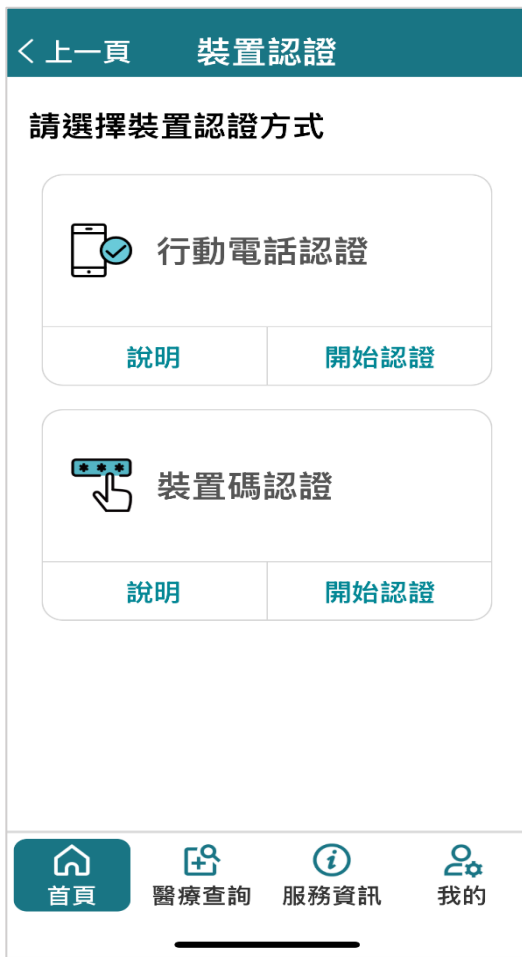 上一頁 裝置認證
請選擇裝置認證方式
行動電話認證
說明 開始認證
***
裝置碼認證
說明 開始認證
首頁 醫療查詢 服務資訊 我的